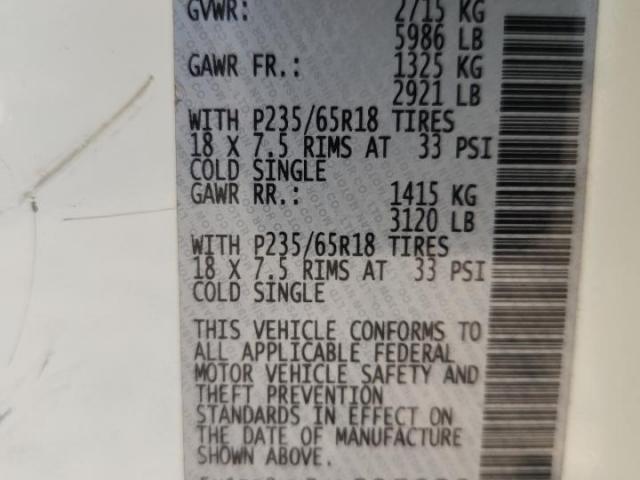 GVWR: 2715 KG
5986 LB
GAWR FR.: 1325 KG
2921 LB
WITH P235/65R18 TIRES
18 X 7.5 RIMS AT 33 PSI
COLD SINGLE
GAWR RR.: 1415 KG
3120 LB
WITH P235/65R18 TIRES
18 X 7.5 RIMS AT 33 PSI
COLD SINGLE
THIS VEHICLE CONFORMS TO
ALL APPLICABLE FEDERAL
MOTOR VEHICLE SAFETY AND
THEFT PREVENTION
STANDARDS IN EFFECT ON
THE DATE OF MANUFACTURE
SHOWN ABOVE.